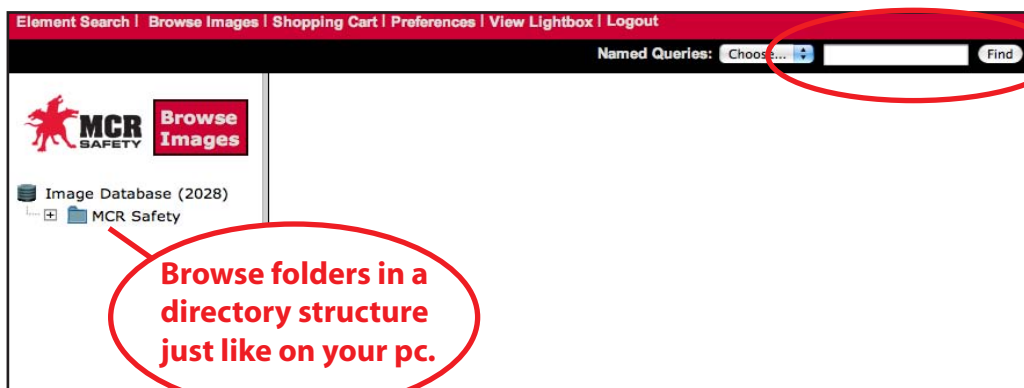 Element Search | Browse Images | Shopping Cart | Preferences | View Lightbox | Logout
Named Queries: Choose... Find
MCR
SAFETY
Browse
Images
Image Database (2028)
MCR Safety
Browse folders in a
directory structure
just like on your pc.